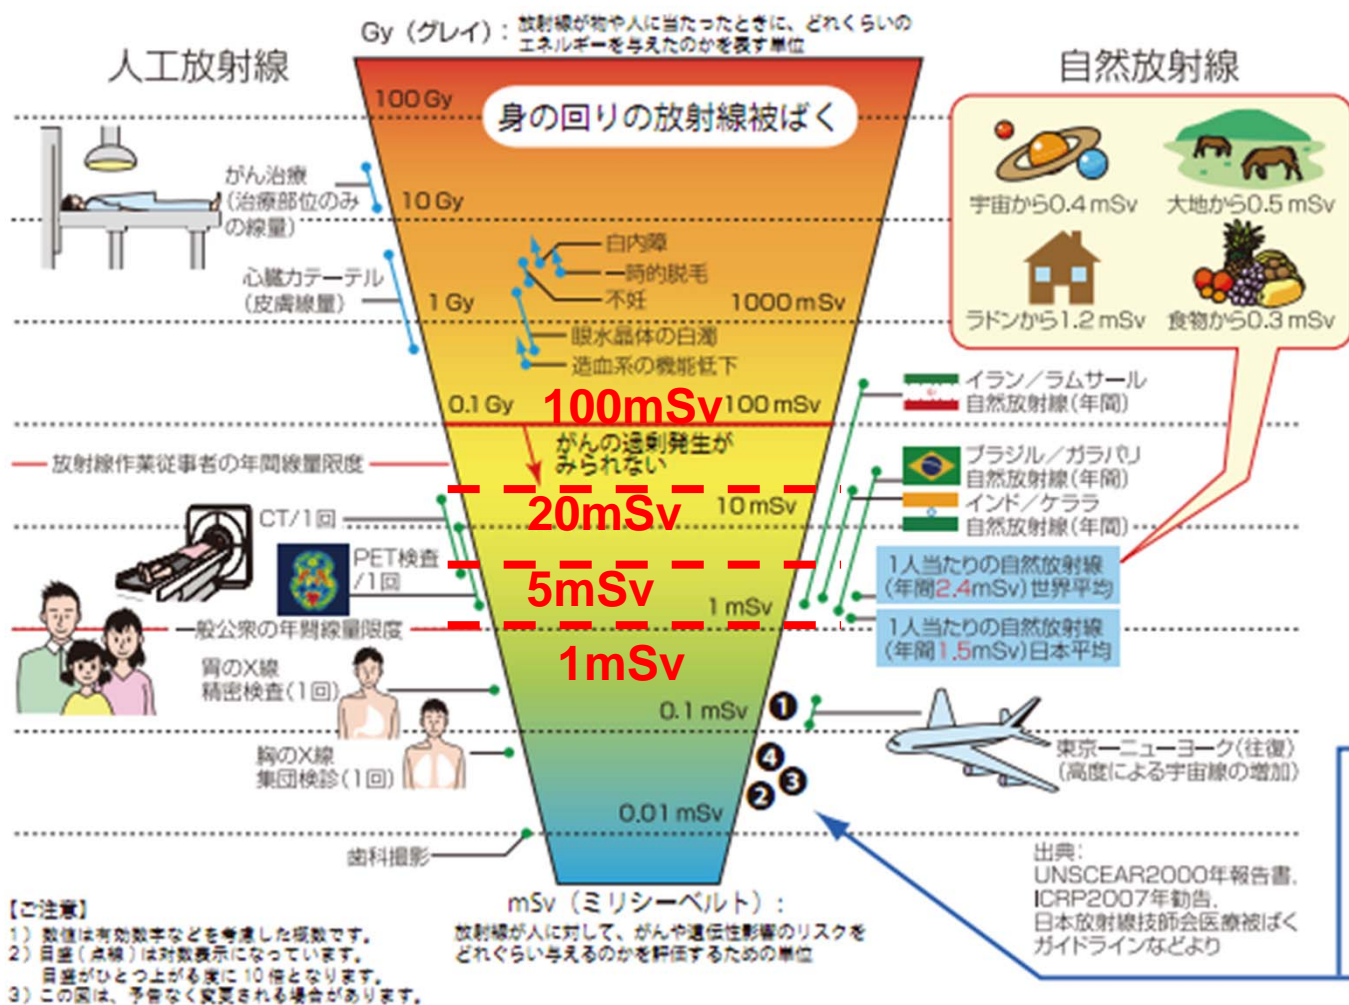 Gy（グレイ）：放射線が物や人に当たったときに、どれくらいの
エネルギーを与えたのかを表す単位
人工放射線
自然放射線
身の回りの放射線被ばく
100 Gy
がん治療
（治療部位のみ
の線量）
10 Gy
宇宙から0.4 mSv
大地から0.5 mSv
心臓カテーテル
（皮膚線量）
白内障
一時的脱毛
不妊
1 Gy
1000 mSv
ラドンから1.2 mSv
食物から0.3 mSv
眼水晶体の白濁
造血系の機能低下
0.1 Gy
100mSv
100 mSv
イラン／ラムサール
自然放射線（年間）
がんの過剰発生が
みられない
放射線作業従事者の年間線量限度
ブラジル／ガラパリ
自然放射線（年間）
インド／ケララ
自然放射線（年間）
20mSv
10 mSv
CT/1回
PET検査
/1回
5mSv
1 mSv
1人当たりの自然放射線
（年間2.4mSv）世界平均
一般公衆の年間線量限度
1人当たりの自然放射線
（年間1.5mSv）日本平均
1mSv
胃のX線
精密検査（1回）
0.1 mSv
❶
東京ーニューヨーク（往復）
（高度による宇宙線の増加）
胸のX線
集団検診（1回）
❹
❸
❷
0.01 mSv
歯科撮影
出典：
UNSCEAR2000年報告書、
ICRP2007年勧告、
日本放射線技師会医療被ばく
ガイドラインなどより
mSv（ミリシーベルト）：
放射線が人に対して、がんや遺伝性影響のリスクを
どれぐらい与えるのかを評価するための単位
【ご注意】
1）数値は有効数字などを考慮した概数です。
2）目盛（点線）は対数表示になっています。
目盛がひとつ上がる度に10倍となります。
3）この図は、予告なく変更される場合があります。